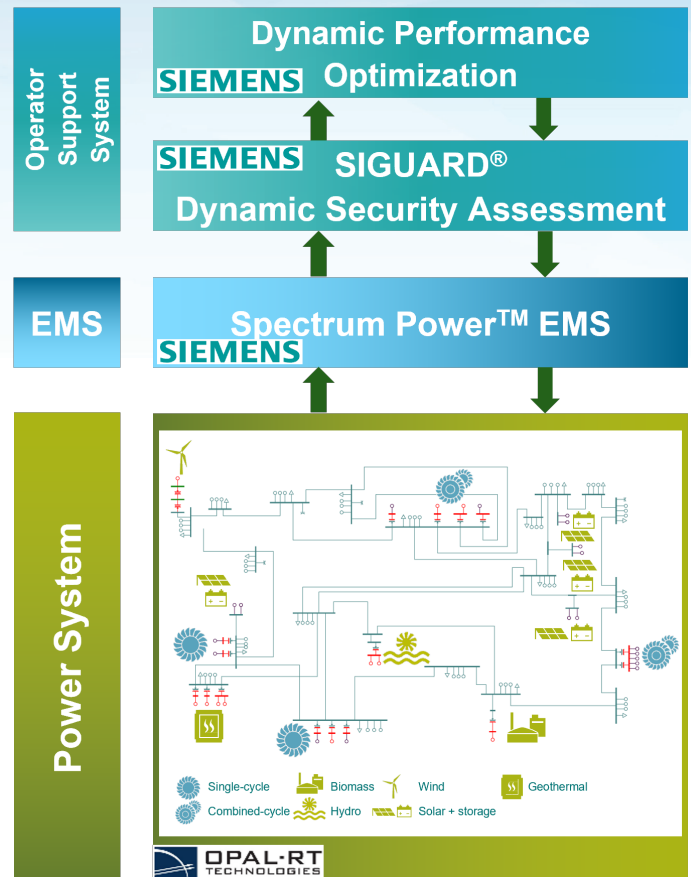 Operator
Support
System
Dynamic Performance
Optimization
SIEMENS
SIEMENS
SIGUARD®
Dynamic Security Assessment
EMS
Spectrum Power™ EMS
SIEMENS
Power System
Single-cycle
Biomass
Wind
Geothermal
Combined-cycle
Hydro
Solar + storage
OPAL-RT
TECHNOLOGIES